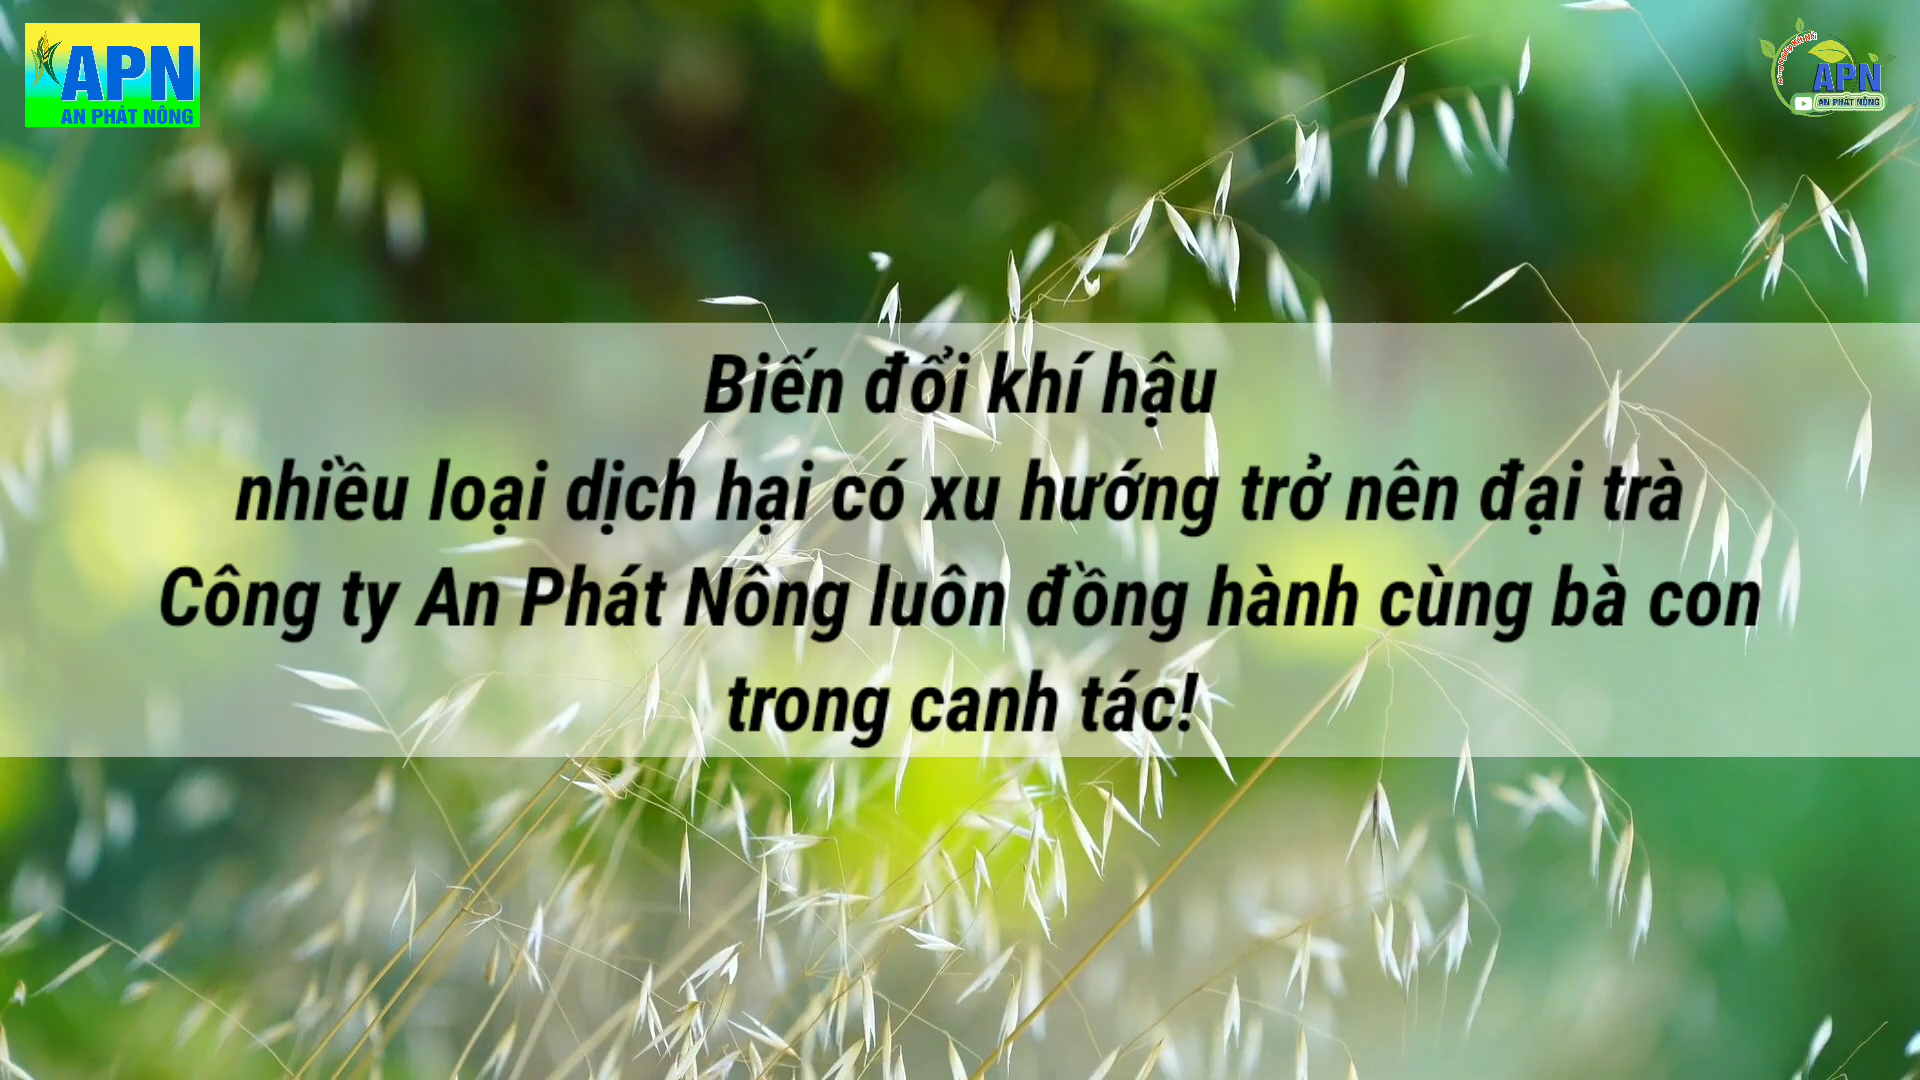 APN
AN PHÁT NÔNG
APN
AN PHÁT NÔNG
Biến đổi khí hậu
nhiều loại dịch hại có xu hướng trở nên đại trà
Công ty An Phát Nông luôn đồng hành cùng bà con
trong canh tác!